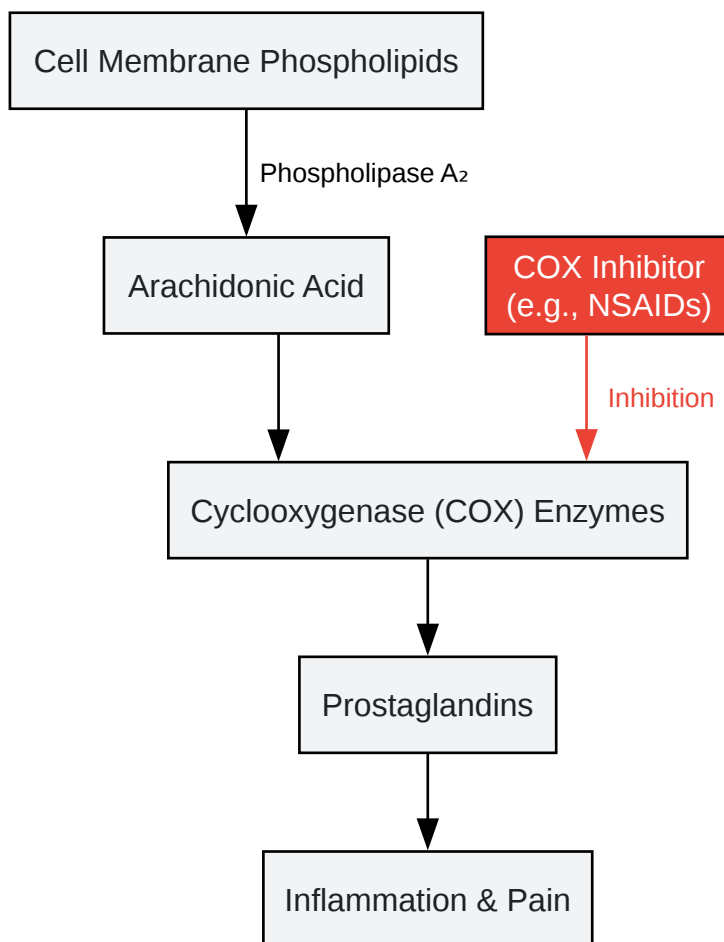 Cell Membrane Phospholipids
Phospholipase A₂
Arachidonic Acid
COX Inhibitor
(e.g., NSAIDs)
Inhibition
Cyclooxygenase (COX) Enzymes
Prostaglandins
Inflammation & Pain